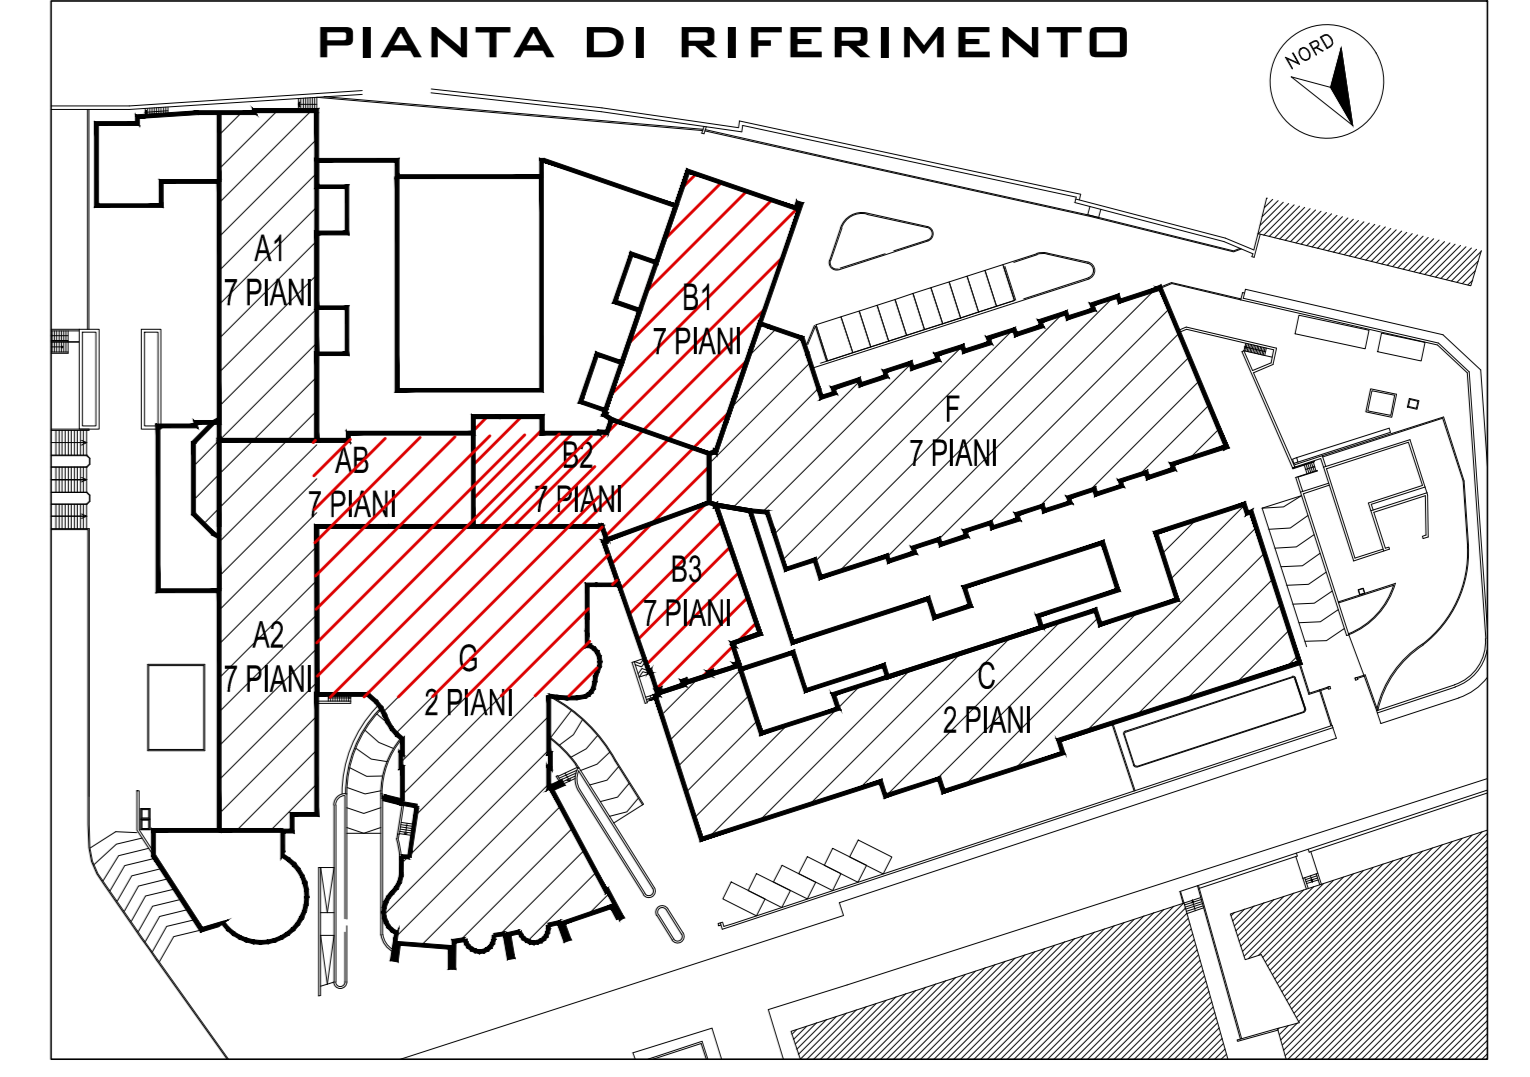 PIANTA DI RIFERIMENTO
NORD
A1
7 PIANI
B1
7 PIANI
F
7 PIANI
AB
7 PIANI
B2
7 PIANI
B3
7 PIANI
A2
7 PIANI
G
2 PIANI
C
2 PIANI